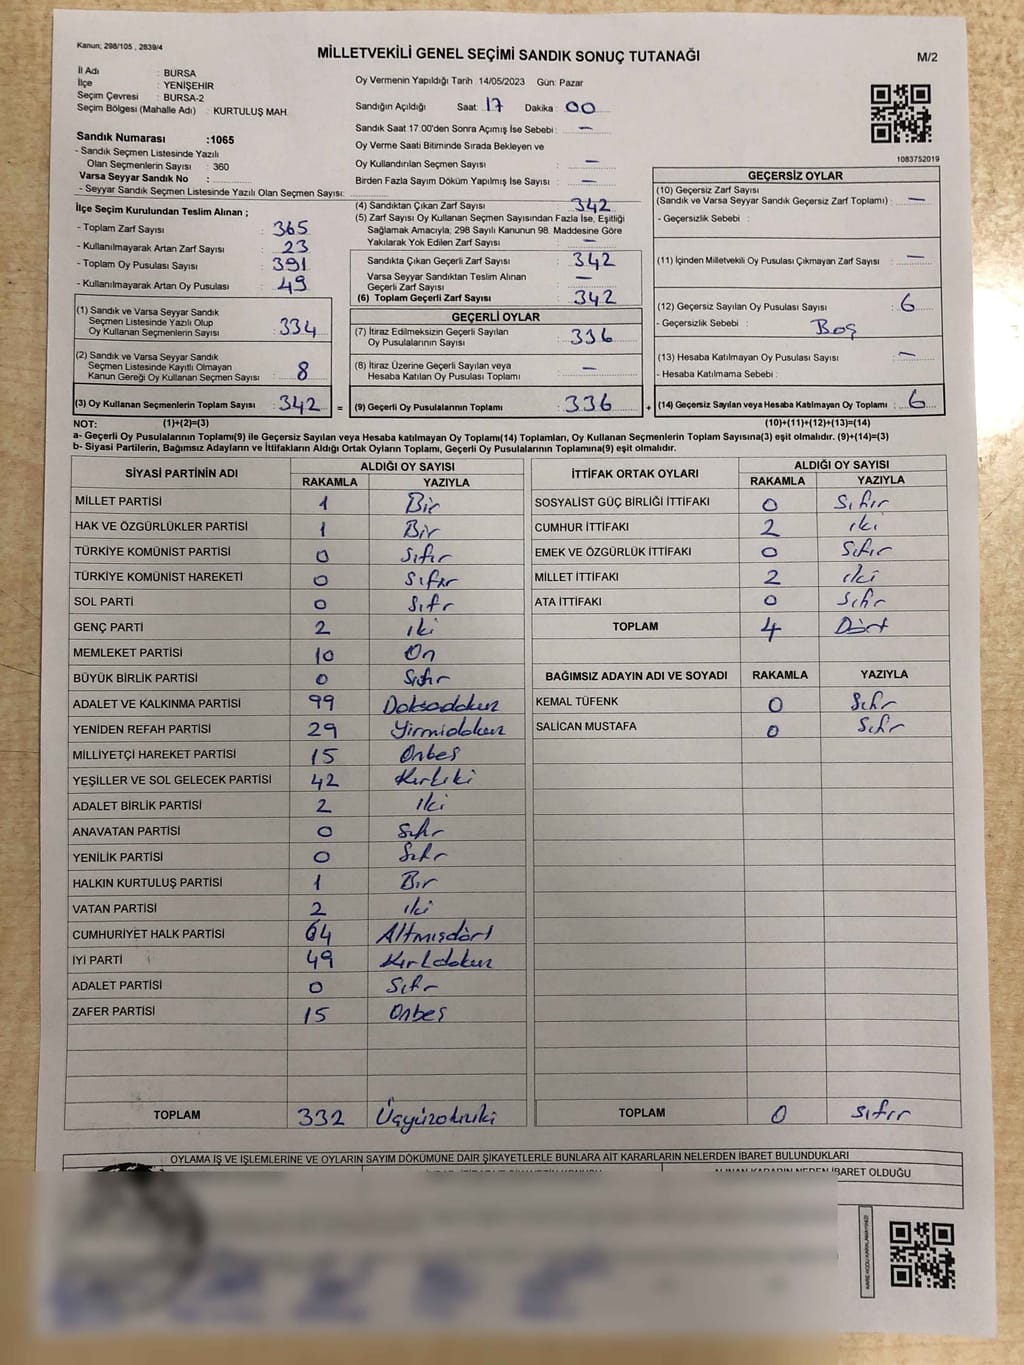 Kanun; 298/105 , 2839/4
MİLLETVEKİLİ GENEL SEÇİMİ SANDIK SONUÇ TUTANAĞI
M/2
İl Adı : BURSA
İlçe : YENİŞEHİR
Seçim Çevresi : BURSA-2
Seçim Bölgesi (Mahalle Adı) : KURTULUŞ MAH.
Sandık Numarası :1065
- Sandık Seçmen Listesinde Yazılı
Olan Seçmenlerin Sayısı : 360
Varsa Seyyar Sandık No :
- Seyyar Sandık Seçmen Listesinde Yazılı Olan Seçmen Sayısı:
Oy Vermenin Yapıldığı Tarih : 14/05/2023 Gün: Pazar
Sandığın Açıldığı Saat : 17 Dakika : 00
Sandık Saat 17:00'den Sonra Açımış İse Sebebi : —
Oy Verme Saati Bitiminde Sırada Bekleyen ve
Oy Kullandırılan Seçmen Sayısı : —
Birden Fazla Sayım Döküm Yapılmış İse Sayısı : —
1083752019
İlçe Seçim Kurulundan Teslim Alınan ;
- Toplam Zarf Sayısı : 365
- Kullanılmayarak Artan Zarf Sayısı : 23
- Toplam Oy Pusulası Sayısı : 391
- Kullanılmayarak Artan Oy Pusulası : 49
(1) Sandık ve Varsa Seyyar Sandık
Seçmen Listesinde Yazılı Olup
Oy Kullanan Seçmenlerin Sayısı : 334
(2) Sandık ve Varsa Seyyar Sandık
Seçmen Listesinde Kayıtlı Olmayan
Kanun Gereği Oy Kullanan Seçmen Sayısı : 8
(3) Oy Kullanan Seçmenlerin Toplam Sayısı : 342 =
(4) Sandıktan Çıkan Zarf Sayısı : 342
(5) Zarf Sayısı Oy Kullanan Seçmen Sayısından Fazla İse, Eşitliği
Sağlamak Amacıyla; 298 Sayılı Kanunun 98. Maddesine Göre
Yakılarak Yok Edilen Zarf Sayısı : —
Sandıkta Çıkan Geçerli Zarf Sayısı : 342
Varsa Seyyar Sandıktan Teslim Alınan
Geçerli Zarf Sayısı : —
(6) Toplam Geçerli Zarf Sayısı : 342
GEÇERLİ OYLAR
(7) İtiraz Edilmeksizin Geçerli Sayılan
Oy Pusulalarının Sayısı : 336
(8) İtiraz Üzerine Geçerli Sayılan veya
Hesaba Katılan Oy Pusulası Toplamı : —
(9) Geçerli Oy Pusulalarının Toplamı : 336 +
GEÇERSİZ OYLAR
(10) Geçersiz Zarf Sayısı
(Sandık ve Varsa Seyyar Sandık Geçersiz Zarf Toplamı) : —
- Geçersizlik Sebebi :
(11) İçinden Milletvekili Oy Pusulası Çıkmayan Zarf Sayısı : —
(12) Geçersiz Sayılan Oy Pusulası Sayısı : 6
- Geçersizlik Sebebi : Boş
(13) Hesaba Katılmayan Oy Pusulası Sayısı : —
- Hesaba Katılmama Sebebi :
(14) Geçersiz Sayılan veya Hesaba Katılmayan Oy Toplamı : 6
NOT: (1)+(2)=(3) (10)+(11)+(12)+(13)=(14)
a- Geçerli Oy Pusulalarının Toplamı(9) ile Geçersiz Sayılan veya Hesaba katılmayan Oy Toplamı(14) Toplamları, Oy Kullanan Seçmenlerin Toplam Sayısına(3) eşit olmalıdır. (9)+(14)=(3)
b- Siyasi Partilerin, Bağımsız Adayların ve İttifakların Aldığı Ortak Oyların Toplamı, Geçerli Oy Pusulalarının Toplamına(9) eşit olmalıdır.
SİYASİ PARTİNİN ADI ALDIĞI OY SAYISI
RAKAMLA YAZIYLA
MİLLET PARTİSİ 1 Bir
HAK VE ÖZGÜRLÜKLER PARTİSİ 1 Bir
TÜRKİYE KOMÜNİST PARTİSİ 0 Sıfır
TÜRKİYE KOMÜNİST HAREKETİ 0 Sıfır
SOL PARTİ 0 Sıfır
GENÇ PARTİ 2 iki
MEMLEKET PARTİSİ 10 On
BÜYÜK BİRLİK PARTİSİ 0 Sıfır
ADALET VE KALKINMA PARTİSİ 99 Doksadokuz
YENİDEN REFAH PARTİSİ 29 Yirmidokuz
MİLLİYETÇİ HAREKET PARTİSİ 15 Onbeş
YEŞİLLER VE SOL GELECEK PARTİSİ 42 Kırkiki
ADALET BİRLİK PARTİSİ 2 iki
ANAVATAN PARTİSİ 0 Sıfır
YENİLİK PARTİSİ 0 Sıfır
HALKIN KURTULUŞ PARTİSİ 1 Bir
VATAN PARTİSİ 2 iki
CUMHURİYET HALK PARTİSİ 64 Altmışdört
İYİ PARTİ 49 Kırkdokuz
ADALET PARTİSİ 0 Sıfır
ZAFER PARTİSİ 15 Onbeş
TOPLAM 332 Üçyüzotuziki
İTTİFAK ORTAK OYLARI ALDIĞI OY SAYISI
RAKAMLA YAZIYLA
SOSYALİST GÜÇ BİRLİĞİ İTTİFAKI 0 Sıfır
CUMHUR İTTİFAKI 2 iki
EMEK VE ÖZGÜRLÜK İTTİFAKI 0 Sıfır
MİLLET İTTİFAKI 2 iki
ATA İTTİFAKI 0 Sıfır
TOPLAM 4 Dört
BAĞIMSIZ ADAYIN ADI VE SOYADI RAKAMLA YAZIYLA
KEMAL TÜFENK 0 Sıfır
SALİCAN MUSTAFA 0 Sıfır
TOPLAM 0 Sıfır
OYLAMA İŞ VE İŞLEMLERİNE VE OYLARIN SAYIM DÖKÜMÜNE DAİR ŞİKAYETLERLE BUNLARA AİT KARARLARIN NELERDEN İBARET BULUNDUKLARI
ALINAN KARARIN NEDEN İBARET OLDUĞU